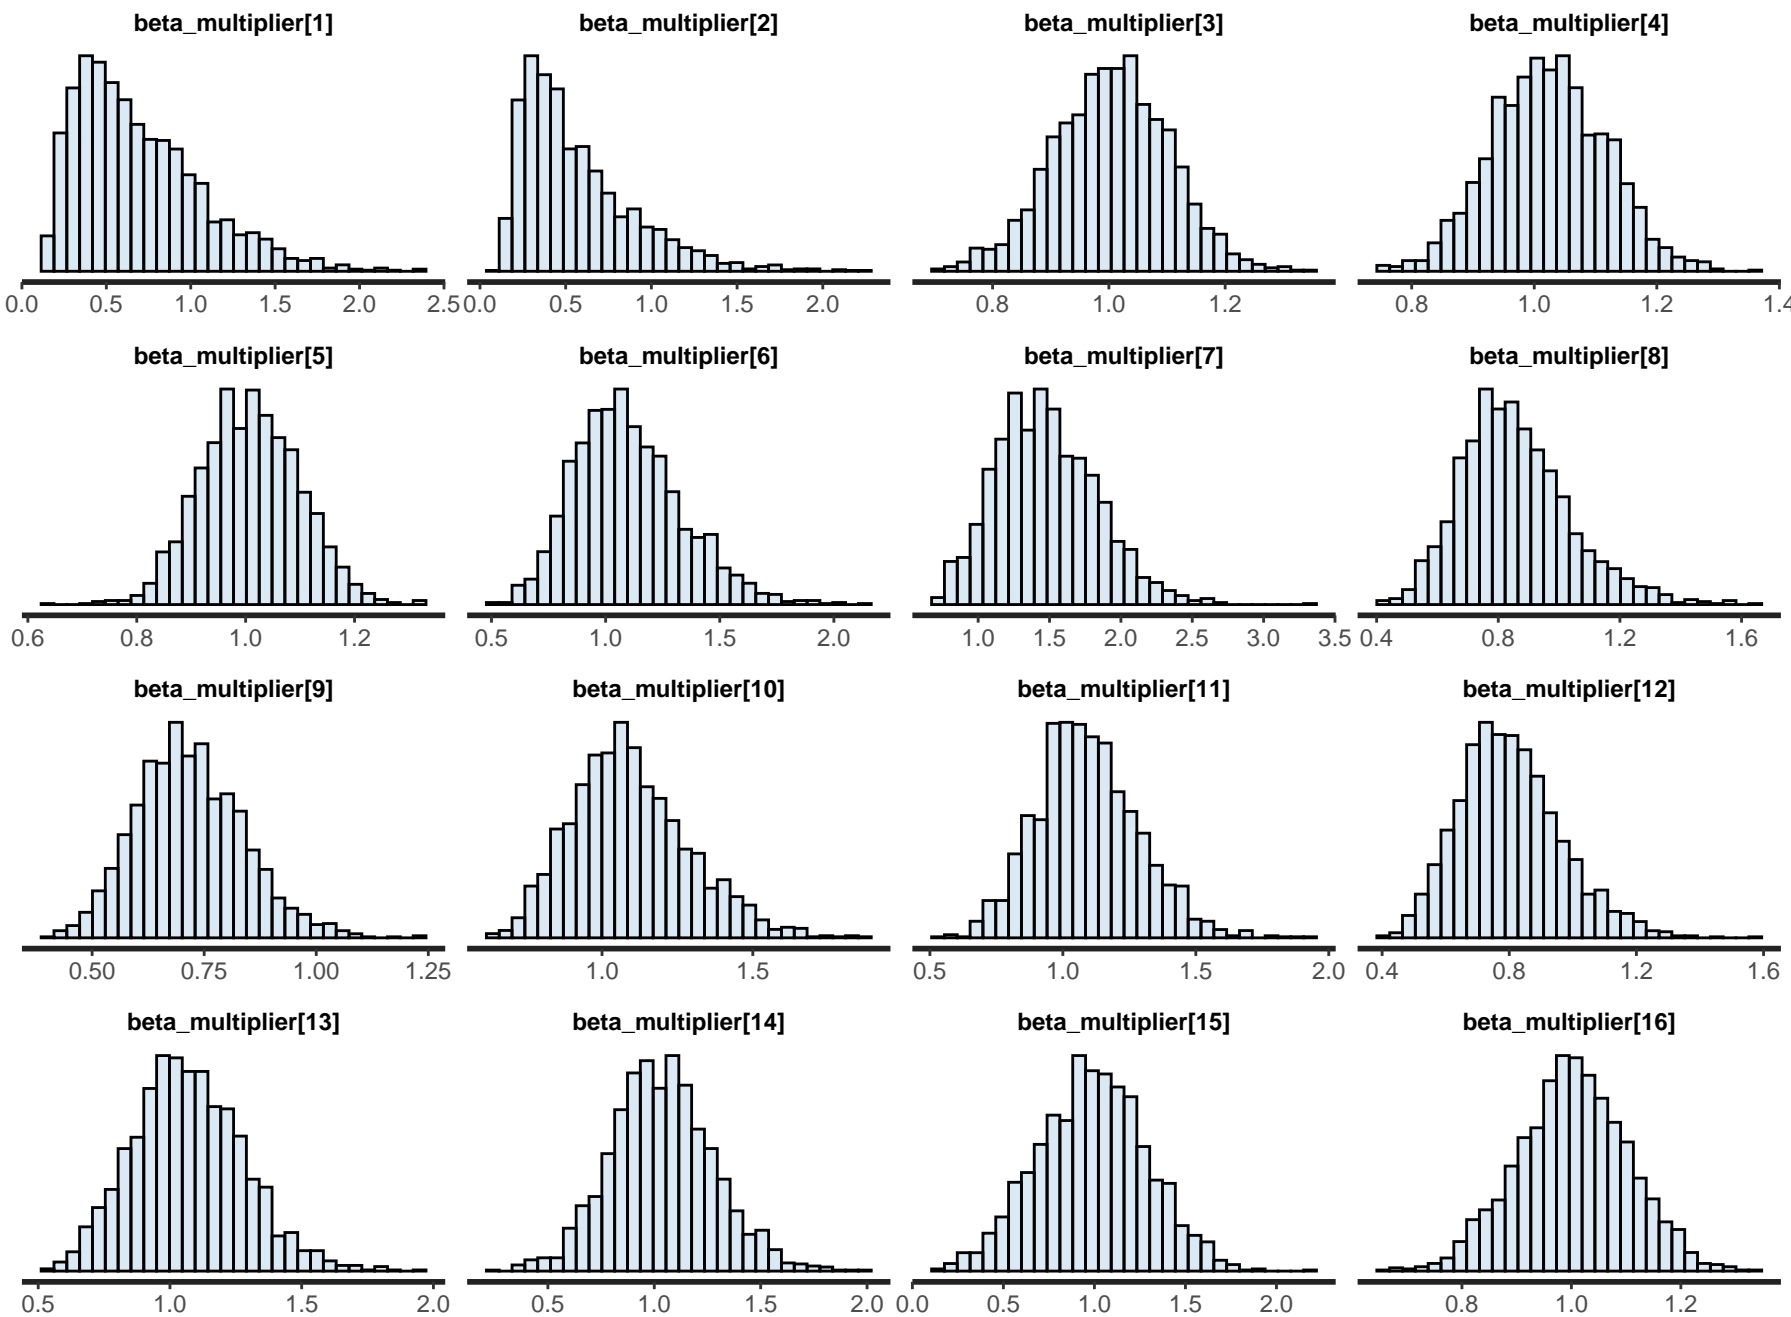 beta_multiplier[1] beta_multiplier[2] beta_multiplier[3] beta_multiplier[4]
0.0 0.5 1.0 1.5 2.0 2.5 0.0 0.5 1.0 1.5 2.0 0.8 1.0 1.2 0.8 1.0 1.2 1.4
beta_multiplier[5] beta_multiplier[6] beta_multiplier[7] beta_multiplier[8]
0.6 0.8 1.0 1.2 0.5 1.0 1.5 2.0 1.0 1.5 2.0 2.5 3.0 3.5 0.4 0.8 1.2 1.6
beta_multiplier[9] beta_multiplier[10] beta_multiplier[11] beta_multiplier[12]
0.50 0.75 1.00 1.25 1.0 1.5 0.5 1.0 1.5 2.0 0.4 0.8 1.2 1.6
beta_multiplier[13] beta_multiplier[14] beta_multiplier[15] beta_multiplier[16]
0.5 1.0 1.5 2.0 0.5 1.0 1.5 2.0 0.0 0.5 1.0 1.5 2.0 0.8 1.0 1.2